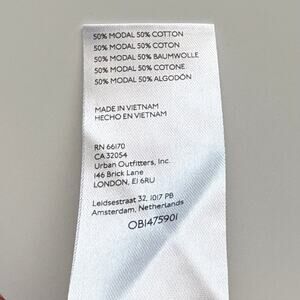 50% MODAL 50% COTTON
50% MODAL 50% COTON
50% MODAL 50% BAUMWOLLE
50% MODAL 50% COTONE
50% MODAL 50% ALGODÓN
MADE IN VIETNAM
HECHO EN VIETNAM
RN 66170
CA 32054
Urban Outfitters, Inc.
146 Brick Lane
LONDON, E1 6RU
Leidsestraat 32, 1017 PB
Amsterdam, Netherlands
OB1475901